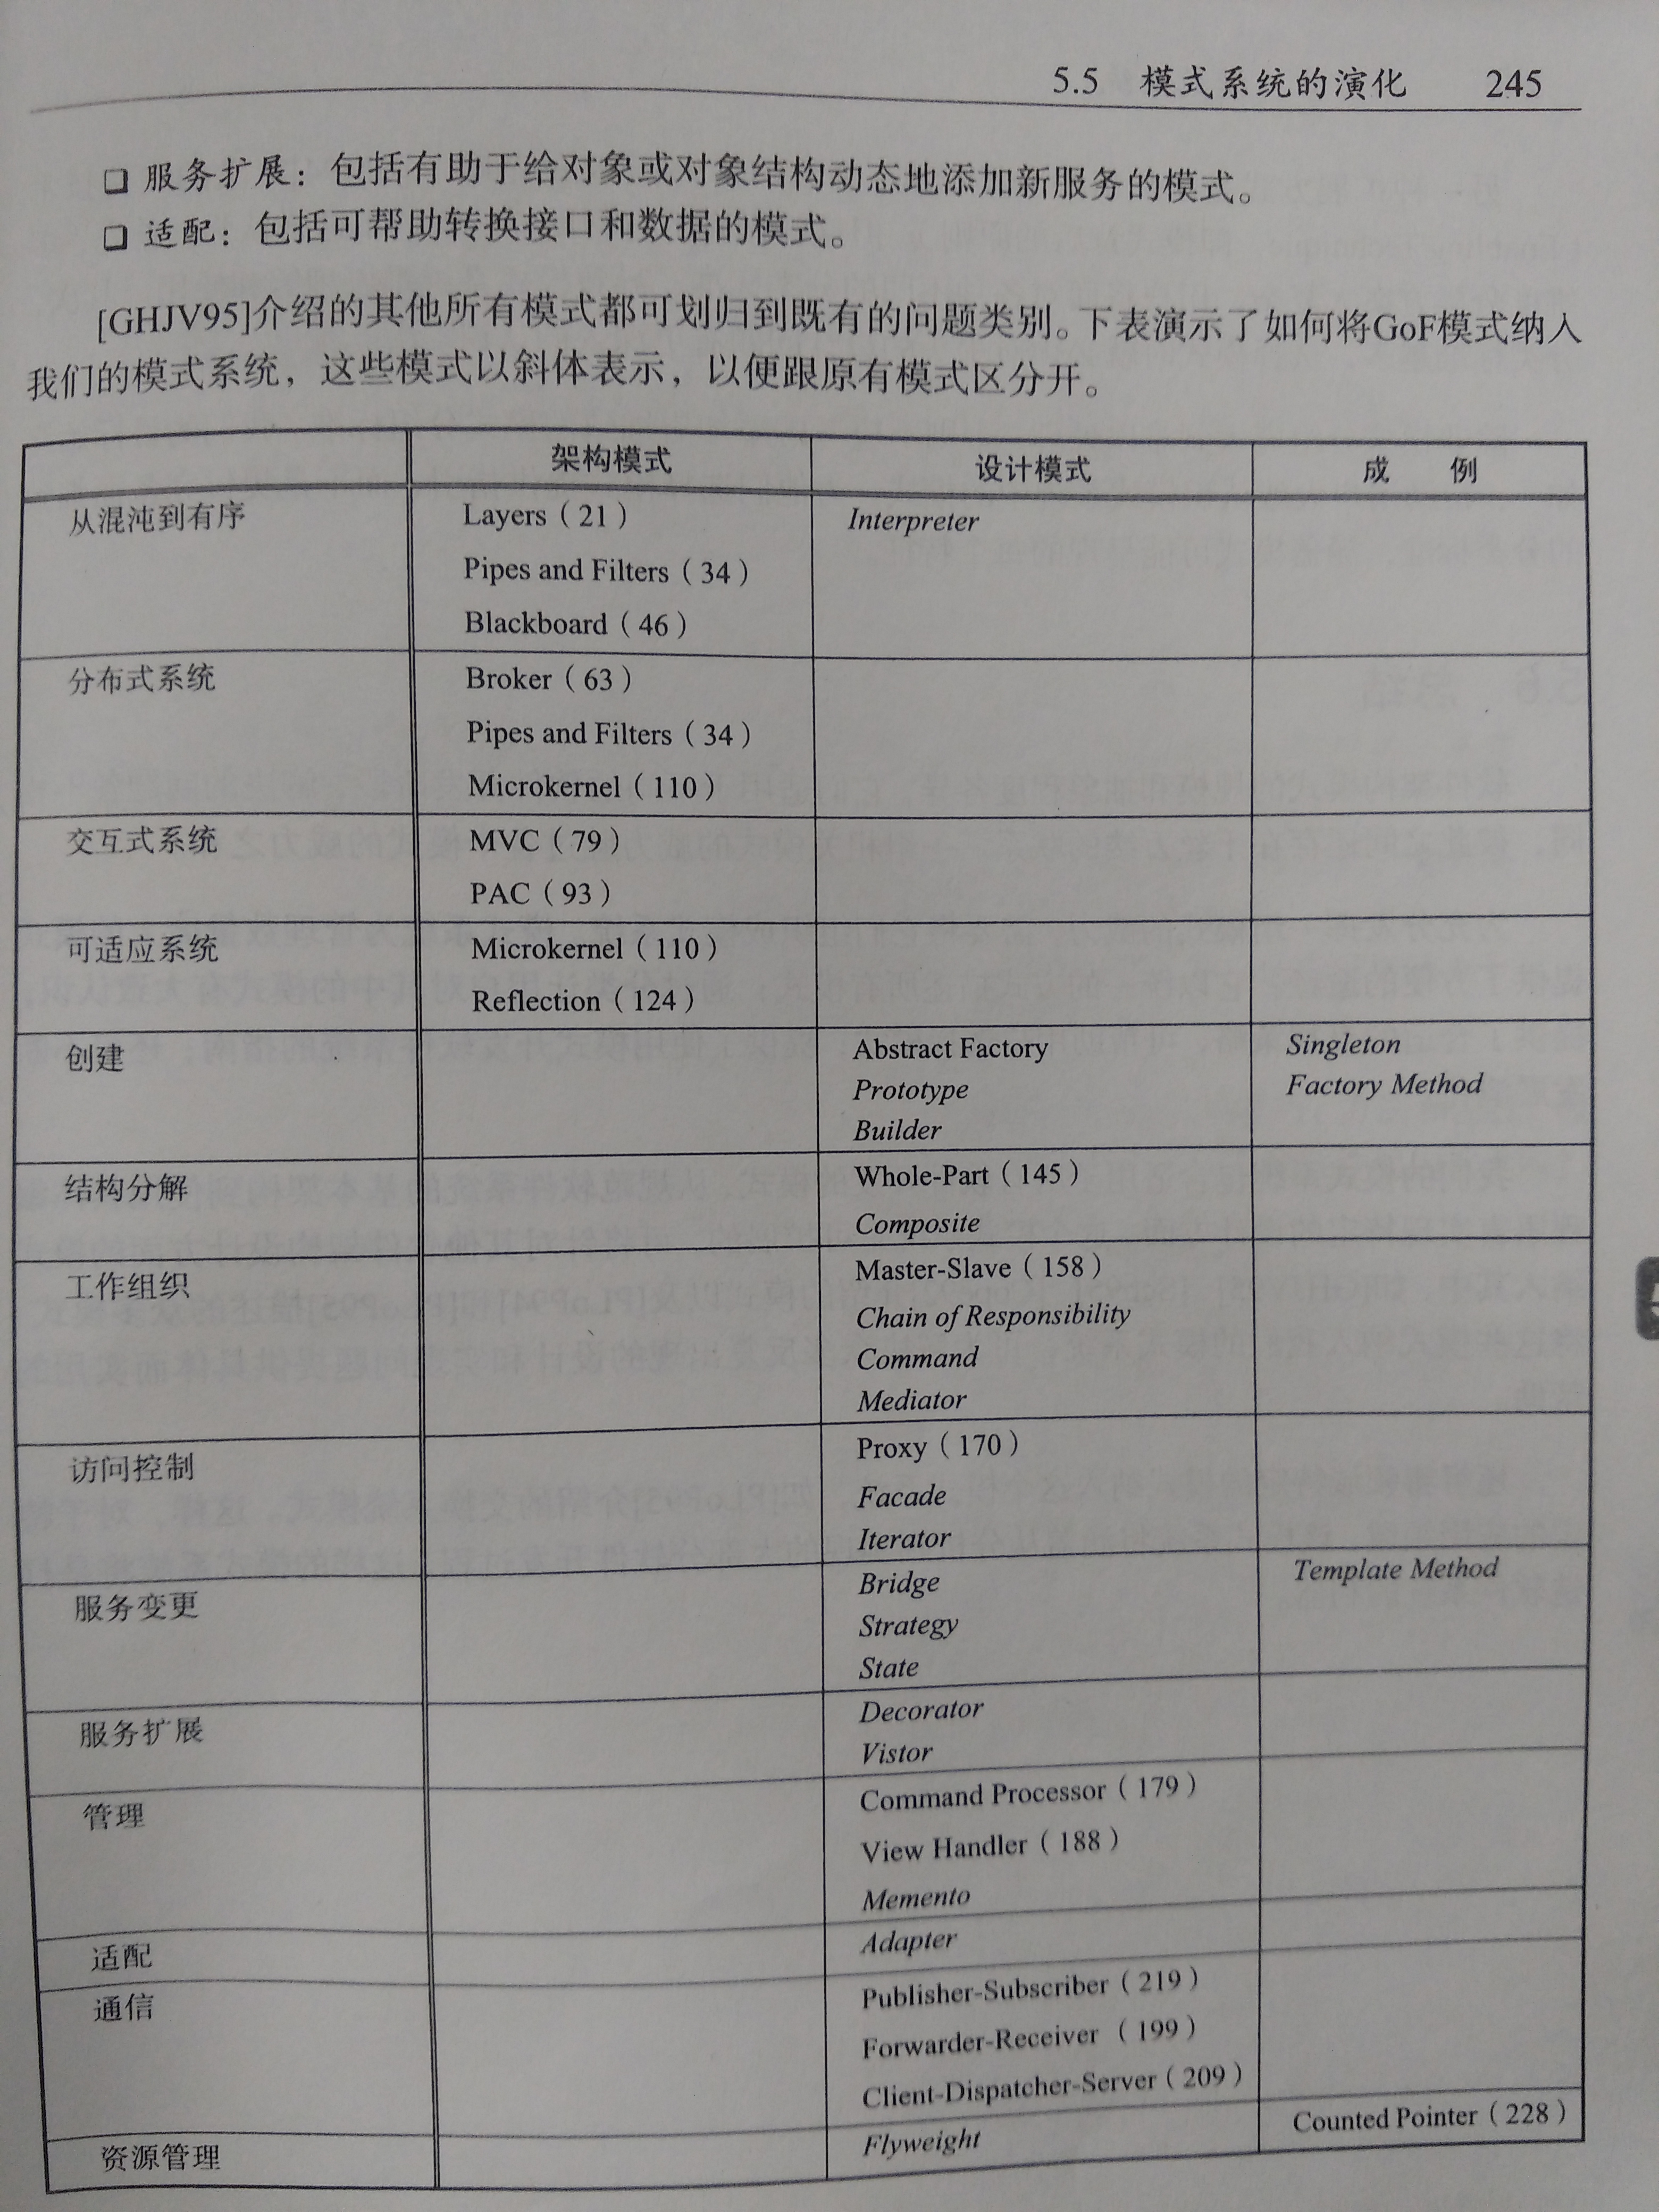 5.5 模式系统的演化 245
❏ 服务扩展：包括有助于给对象或对象结构动态地添加新服务的模式。
❏ 适配：包括可帮助转换接口和数据的模式。
[GHJV95]介绍的其他所有模式都可划归到既有的问题类别。下表演示了如何将GoF模式纳入
我们的模式系统，这些模式以斜体表示，以便跟原有模式区分开。
架构模式 设计模式 成 例
从混沌到有序 Layers（21） Interpreter
Pipes and Filters（34）
Blackboard（46）
分布式系统 Broker（63）
Pipes and Filters（34）
Microkernel（110）
交互式系统 MVC（79）
PAC（93）
可适应系统 Microkernel（110）
Reflection（124）
创建 Abstract Factory Singleton
Prototype Factory Method
Builder
结构分解 Whole-Part（145）
Composite
工作组织 Master-Slave（158）
Chain of Responsibility
Command
Mediator
访问控制 Proxy（170）
Facade
Iterator
服务变更 Bridge Template Method
Strategy
State
服务扩展 Decorator
Vistor
管理 Command Processor（179）
View Handler（188）
Memento
适配 Adapter
通信 Publisher-Subscriber（219）
Forwarder-Receiver（199）
Client-Dispatcher-Server（209）
资源管理 Flyweight Counted Pointer（228）